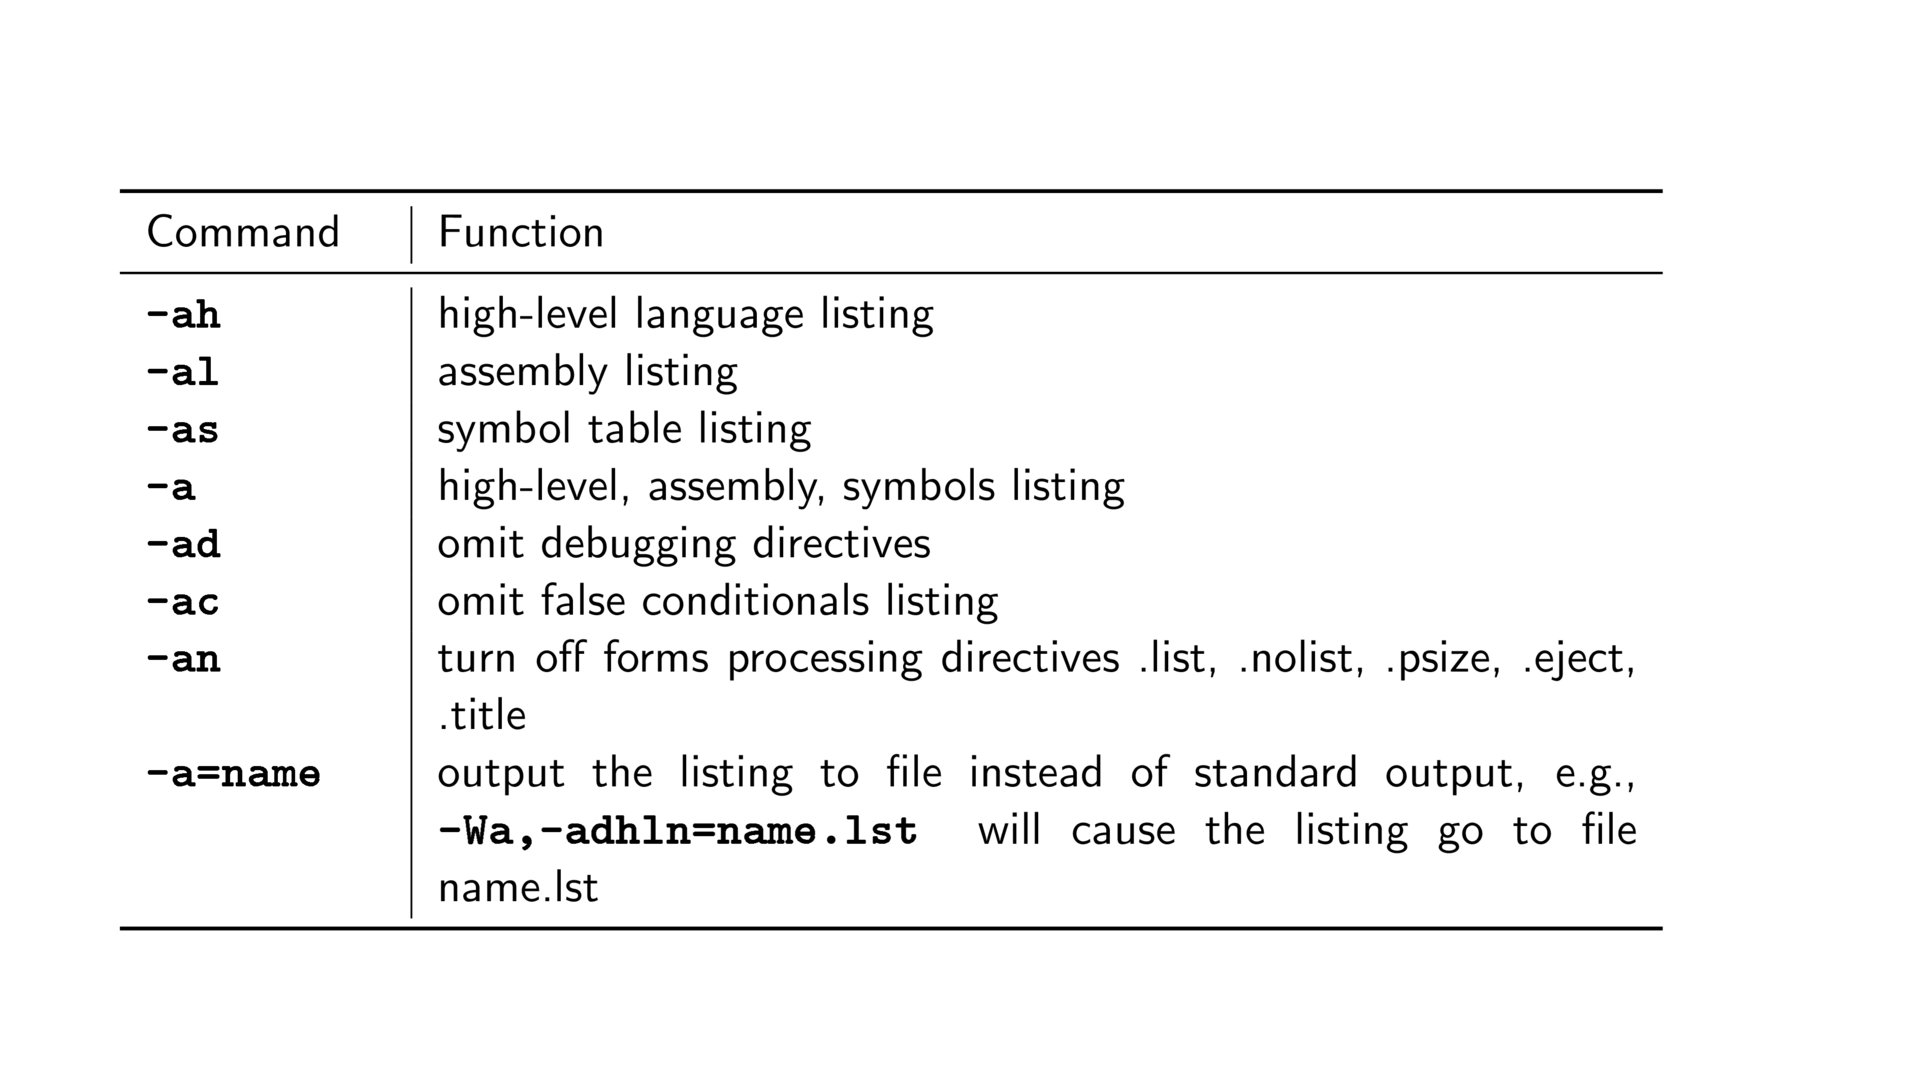 Command Function
-ah high-level language listing
-al assembly listing
-as symbol table listing
-a high-level, assembly, symbols listing
-ad omit debugging directives
-ac omit false conditionals listing
-an turn off forms processing directives .list, .nolist, .psize, .eject,
.title
-a=name output the listing to file instead of standard output, e.g.,
-Wa,-adhln=name.lst will cause the listing go to file
name.lst